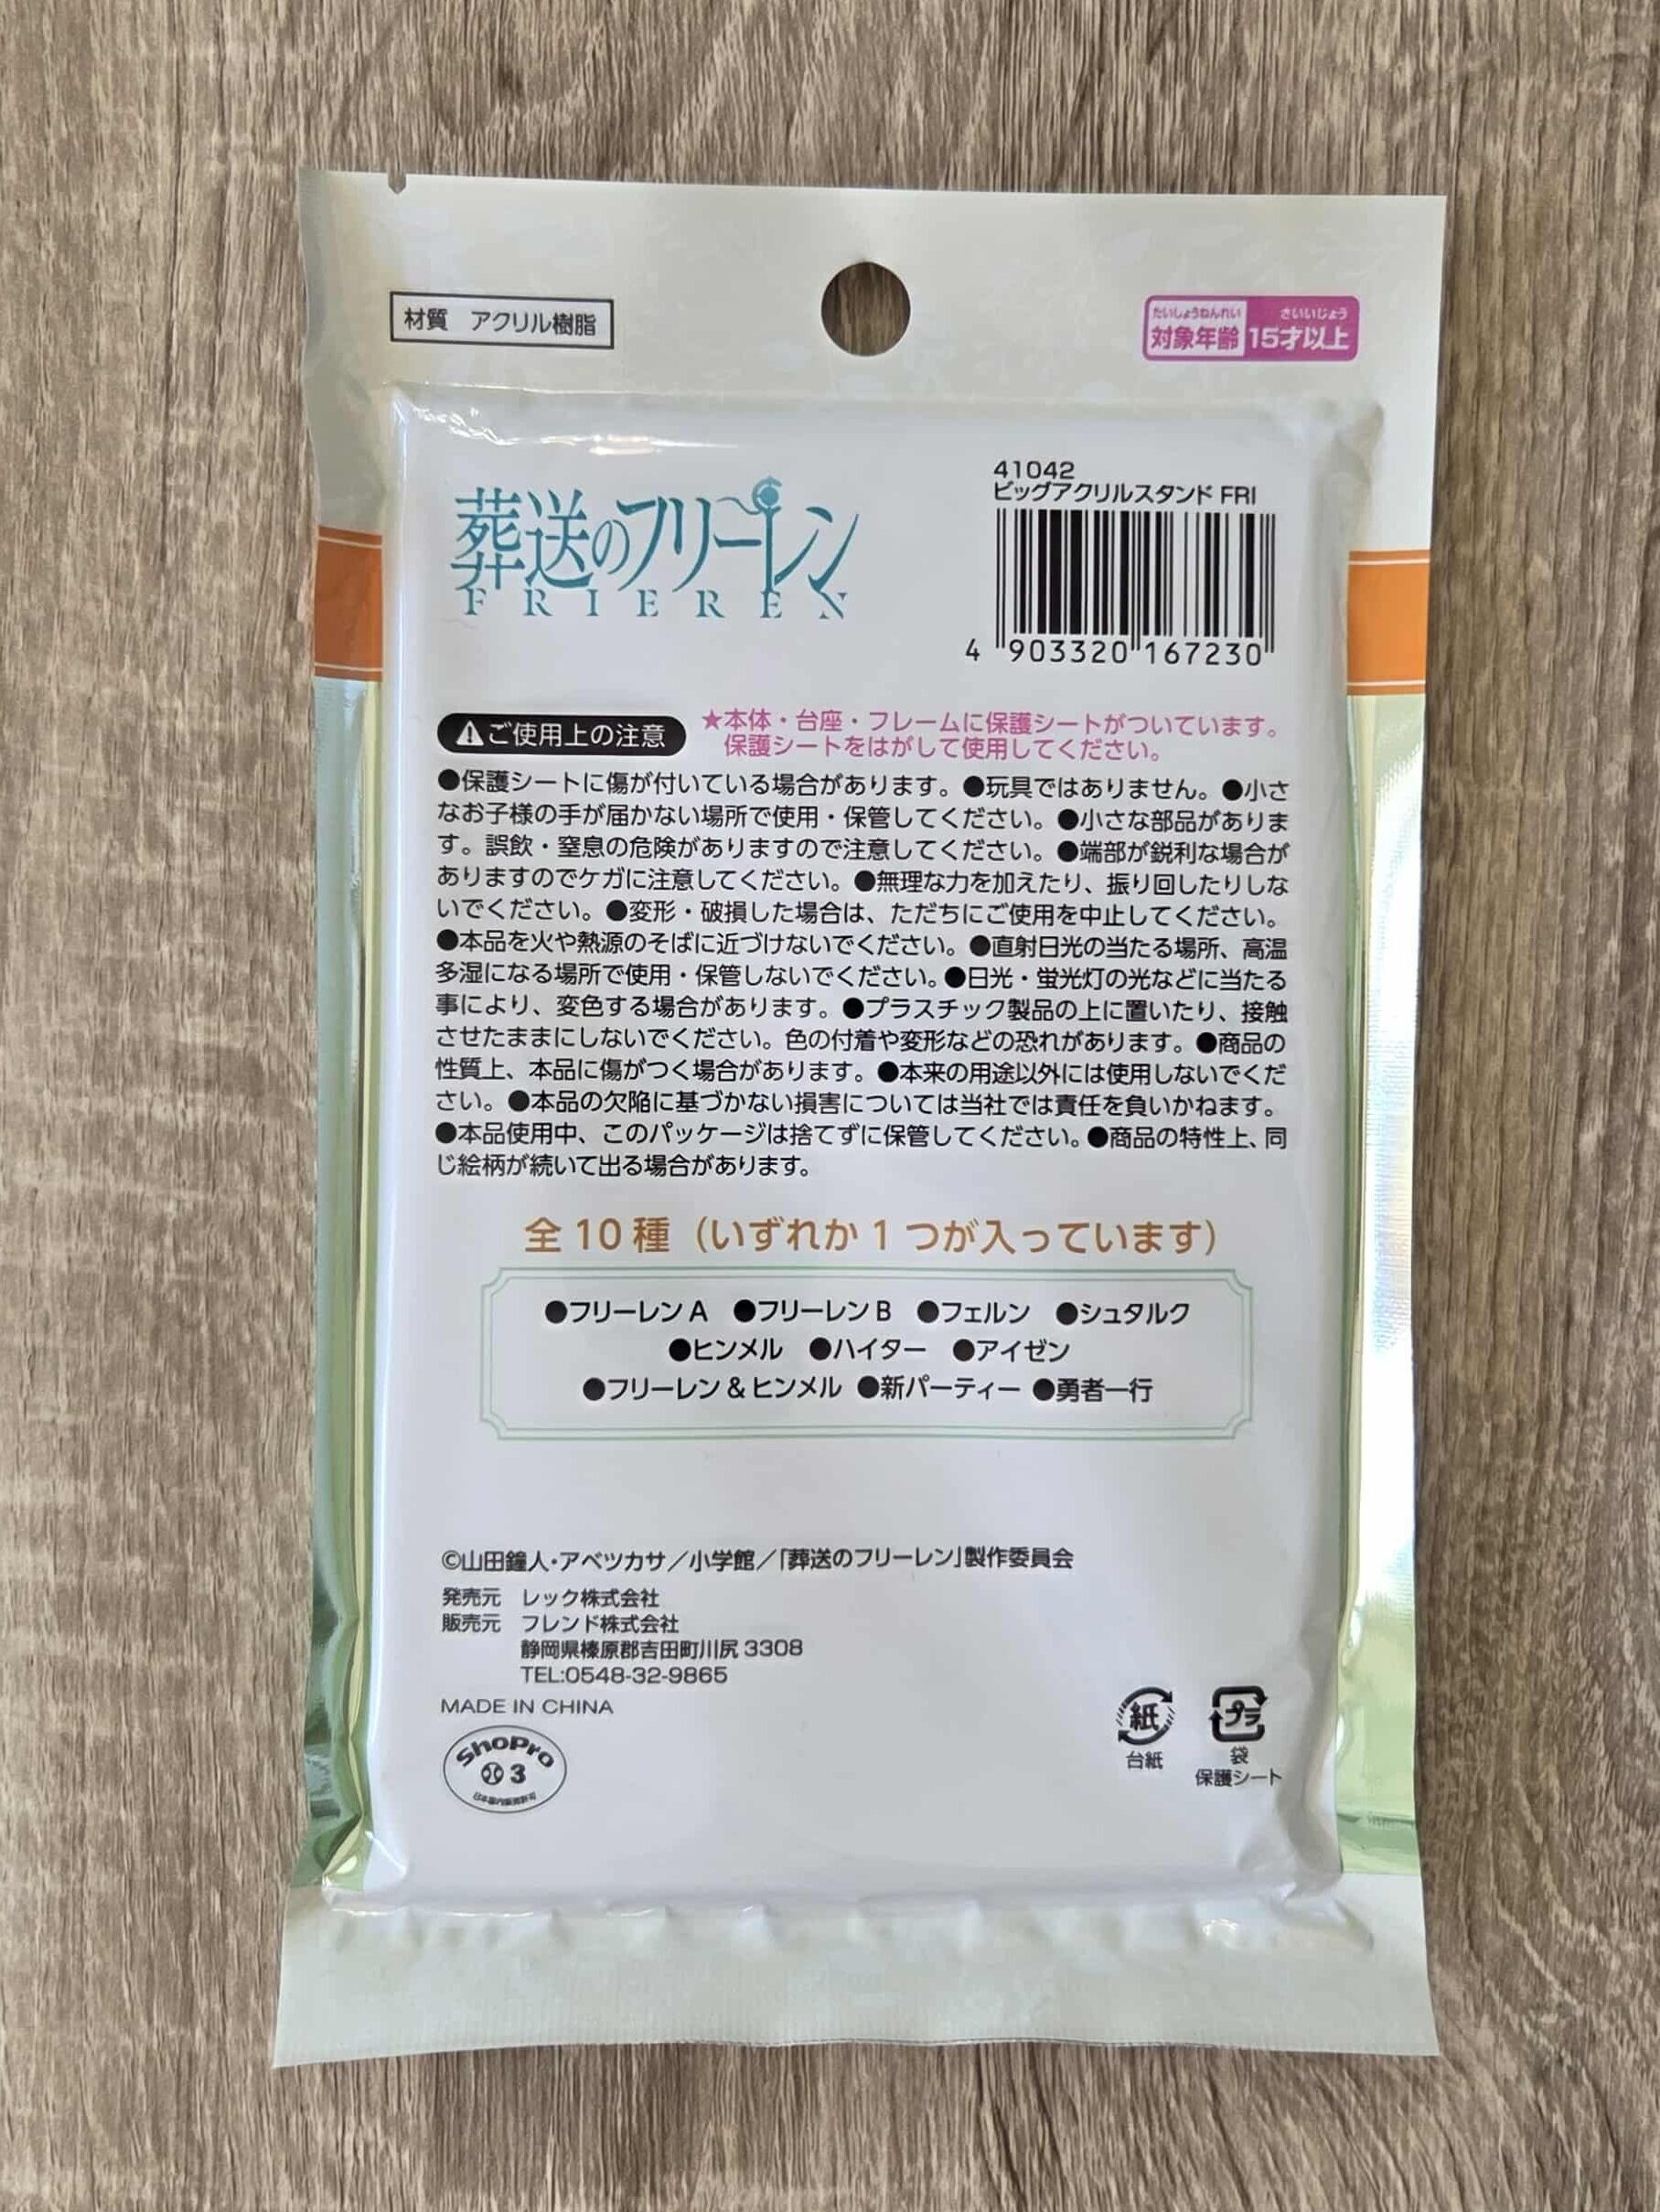 材質　アクリル樹脂
たいしょうねんれい　さいいじょう
対象年齢 15才以上
41042
ビッグアクリルスタンド FRI
葬送のフリーレン
FRIEREN
4 903320 167230
⚠ご使用上の注意
★本体・台座・フレームに保護シートがついています。
保護シートをはがして使用してください。
●保護シートに傷が付いている場合があります。●玩具ではありません。●小さ
なお子様の手が届かない場所で使用・保管してください。●小さな部品がありま
す。誤飲・窒息の危険がありますので注意してください。●端部が鋭利な場合が
ありますのでケガに注意してください。●無理な力を加えたり、振り回したりしな
いでください。●変形・破損した場合は、ただちにご使用を中止してください。
●本品を火や熱源のそばに近づけないでください。●直射日光の当たる場所、高温
多湿になる場所で使用・保管しないでください。●日光・蛍光灯の光などに当たる
事により、変色する場合があります。●プラスチック製品の上に置いたり、接触
させたままにしないでください。色の付着や変形などの恐れがあります。●商品の
性質上、本品に傷がつく場合があります。●本来の用途以外には使用しないでくだ
さい。●本品の欠陥に基づかない損害については当社では責任を負いかねます。
●本品使用中、このパッケージは捨てずに保管してください。●商品の特性上、同
じ絵柄が続いて出る場合があります。
全10種（いずれか1つが入っています）
●フリーレンA　●フリーレンB　●フェルン　●シュタルク
●ヒンメル　●ハイター　●アイゼン
●フリーレン＆ヒンメル ●新パーティー ●勇者一行
©山田鐘人・アベツカサ／小学館／「葬送のフリーレン」製作委員会
発売元　レック株式会社
販売元　フレンド株式会社
静岡県榛原郡吉田町川尻 3308
TEL:0548-32-9865
MADE IN CHINA
ShoPro
3
日本国内販売許可
紙
台紙
プラ
袋
保護シート